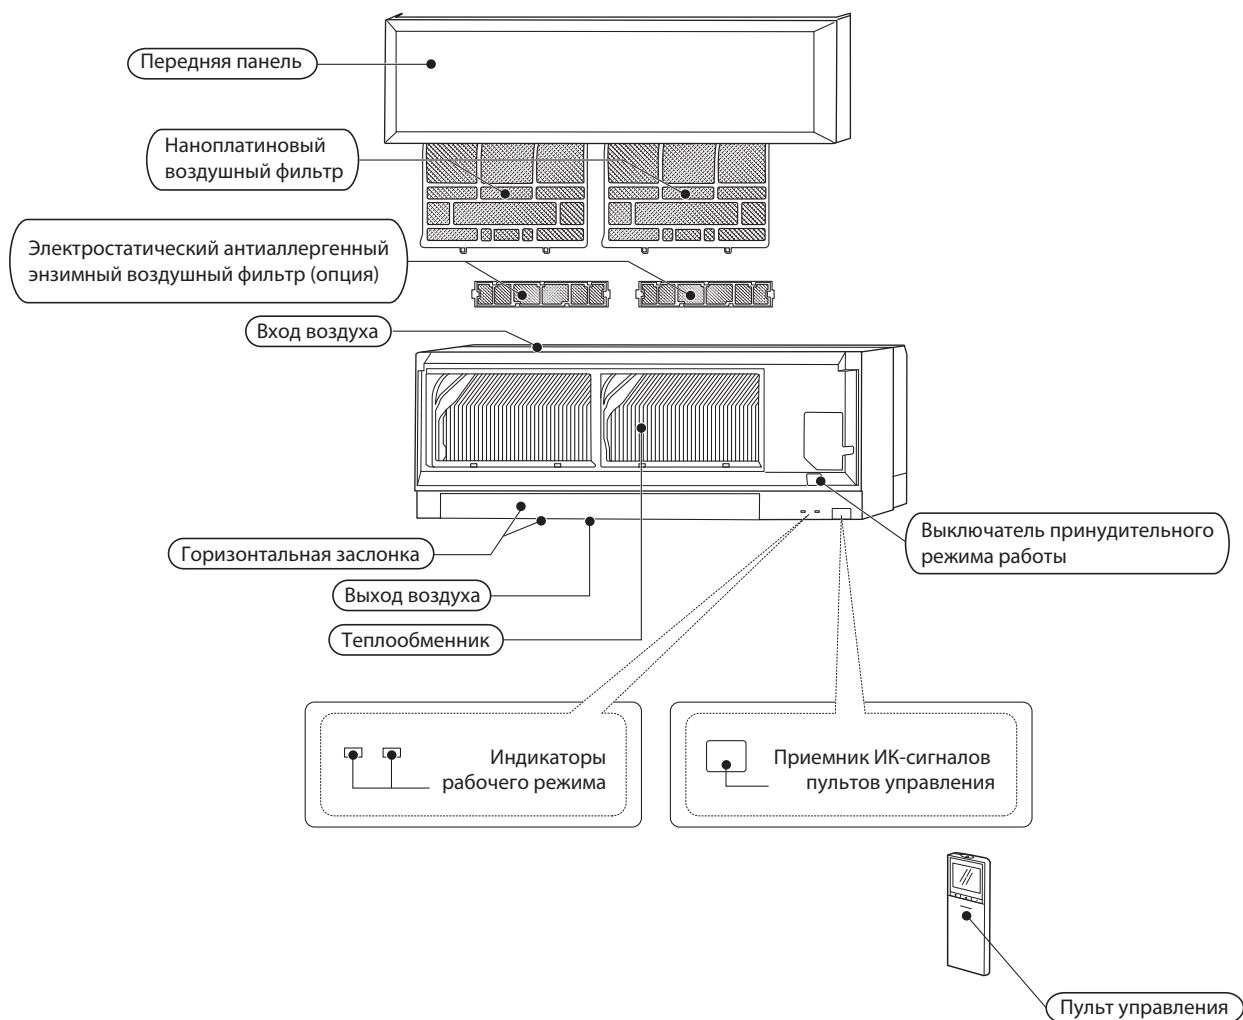 Передняя панель
Наноплатиновый
воздушный фильтр
Электростатический антиаллергенный
энзимный воздушный фильтр (опция)
Вход воздуха
Выключатель принудительного
режима работы
Горизонтальная заслонка
Выход воздуха
Теплообменник
Индикаторы
рабочего режима
Приемник ИК-сигналов
пультов управления
Пульт управления